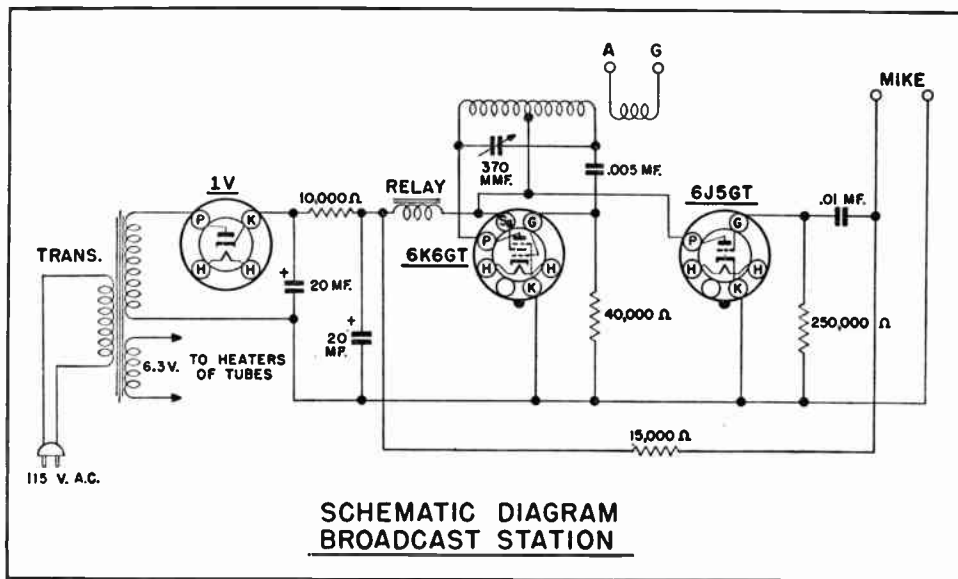 A G
MIKE
370
MMF.
.005 MF.
RELAY
1V
10,000Ω
6J5GT
.01 MF.
TRANS.
P K
H H
6K6GT
P G
H H
K
P G
H H
K
+
20 MF.
+
20
MF.
40,000 Ω
250,000 Ω
6.3V.
TO HEATERS
OF TUBES
15,000 Ω
115 V. A.C.
SCHEMATIC DIAGRAM
BROADCAST STATION